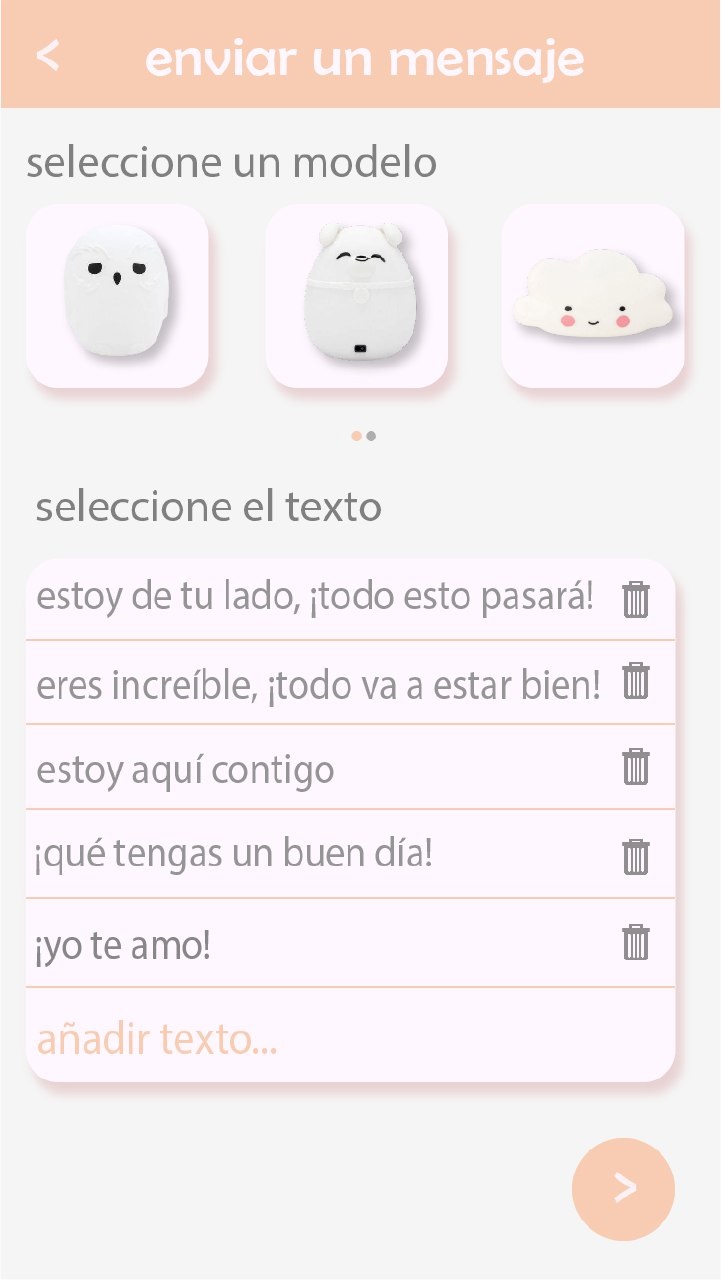 enviar un mensaje
seleccione un modelo
seleccione el texto
estoy de tu lado, ¡todo esto pasará!
eres increíble, ¡todo va a estar bien!
estoy aquí contigo
¡qué tengas un buen día!
¡yo te amo!
añadir texto...